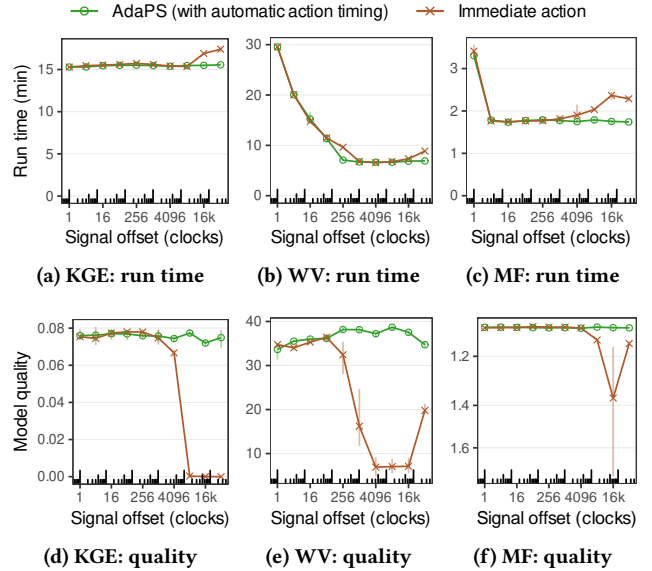 AdaPS (with automatic action timing) Immediate action
Run time (min)
0
5
10
15
1 16 256 4096 16k
Signal offset (clocks)
(a) KGE: run time
0
10
20
30
1 16 256 4096 16k
Signal offset (clocks)
(b) WV: run time
0
1
2
3
1 16 256 4096 16k
Signal offset (clocks)
(c) MF: run time
Model quality
0.08
0.06
0.04
0.02
0.00
1 16 256 4096 16k
Signal offset (clocks)
(d) KGE: quality
40
30
20
10
1 16 256 4096 16k
Signal offset (clocks)
(e) WV: quality
1.2
1.4
1.6
1 16 256 4096 16k
Signal offset (clocks)
(f) MF: quality